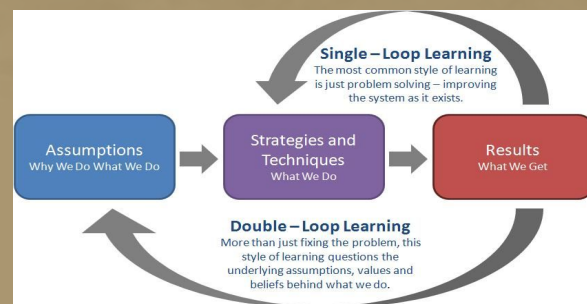 Single – Loop Learning
The most common style of learning
is just problem solving – improving
the system as it exists.
Assumptions
Why We Do What We Do
Strategies and
Techniques
What We Do
Results
What We Get
Double – Loop Learning
More than just fixing the problem, this
style of learning questions the
underlying assumptions, values and
beliefs behind what we do.